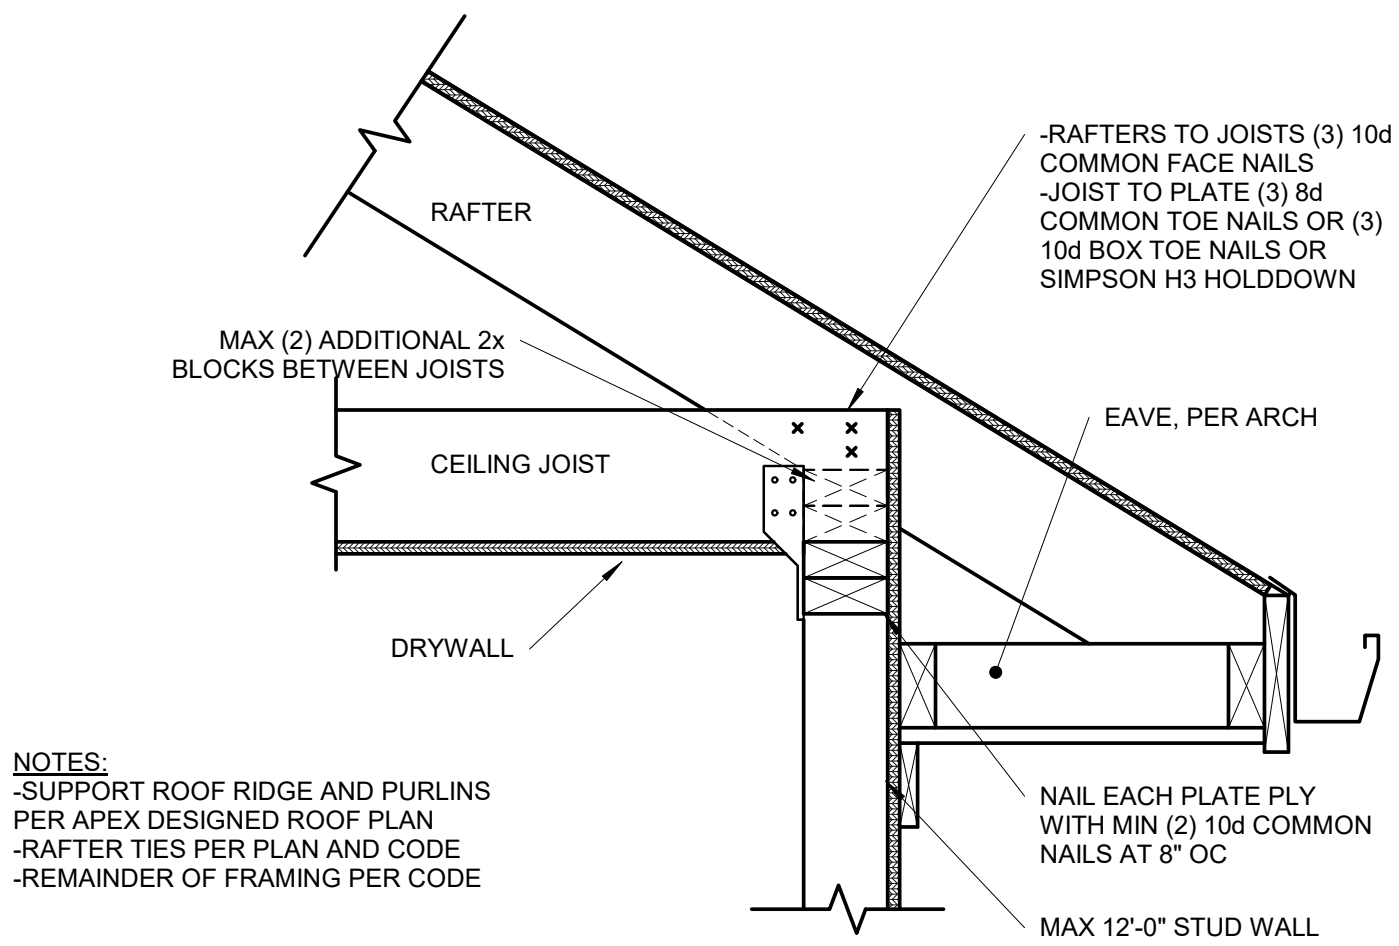 -RAFTERS TO JOISTS (3) 10d
COMMON FACE NAILS
-JOIST TO PLATE (3) 8d
COMMON TOE NAILS OR (3)
10d BOX TOE NAILS OR
SIMPSON H3 HOLDDOWN
RAFTER
MAX (2) ADDITIONAL 2x
BLOCKS BETWEEN JOISTS
EAVE, PER ARCH
CEILING JOIST
DRYWALL
NOTES:
-SUPPORT ROOF RIDGE AND PURLINS
PER APEX DESIGNED ROOF PLAN
-RAFTER TIES PER PLAN AND CODE
-REMAINDER OF FRAMING PER CODE
NAIL EACH PLATE PLY
WITH MIN (2) 10d COMMON
NAILS AT 8" OC
MAX 12'-0" STUD WALL